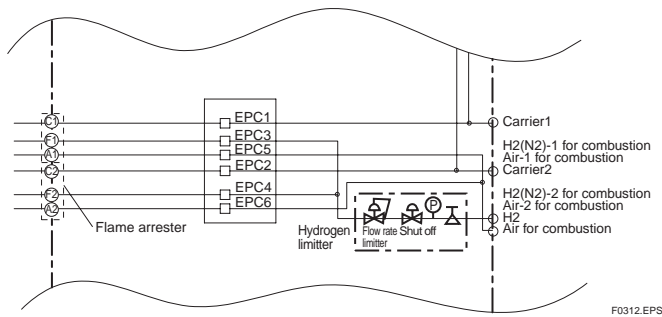 C1
EPC1
Carrier1
F1
EPC3
H2(N2)-1 for combustion
A1
EPC5
Air-1 for combustion
C2
EPC2
Carrier2
F2
EPC4
H2(N2)-2 for combustion
A2
EPC6
Air-2 for combustion
P
H2
Flame arrester
Hydrogen
limitter
Flow rate
limitter
Shut off
Air for combustion
F0312.EPS